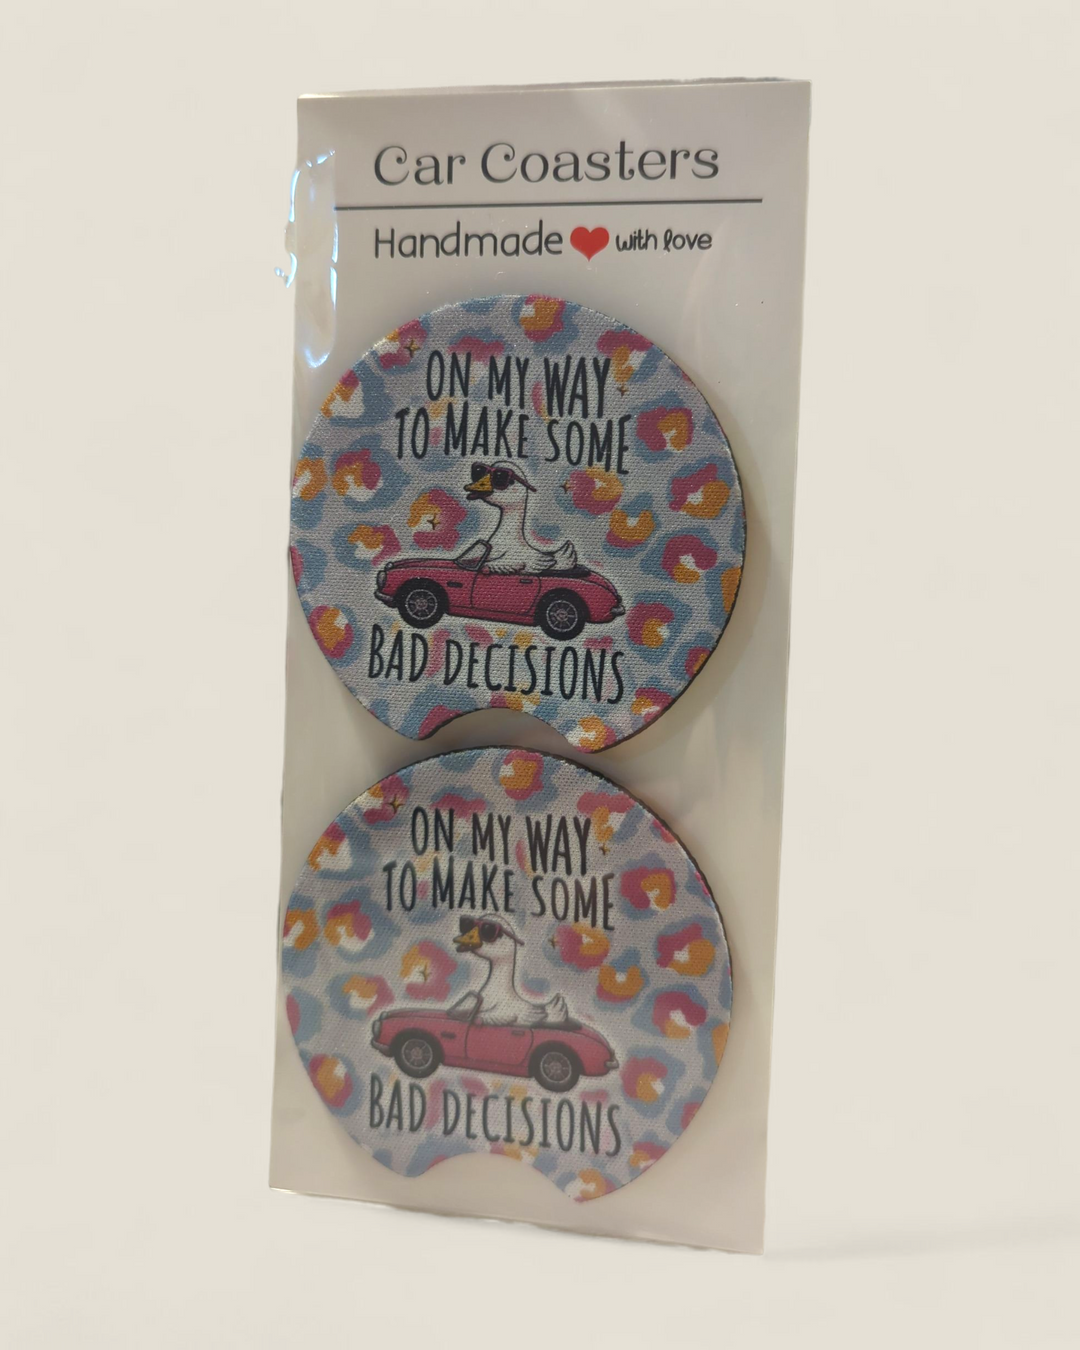 Car Coasters
Handmade with love
ON MY WAY
TO MAKE SOME
BAD DECISIONS
ON MY WAY
TO MAKE SOME
BAD DECISIONS